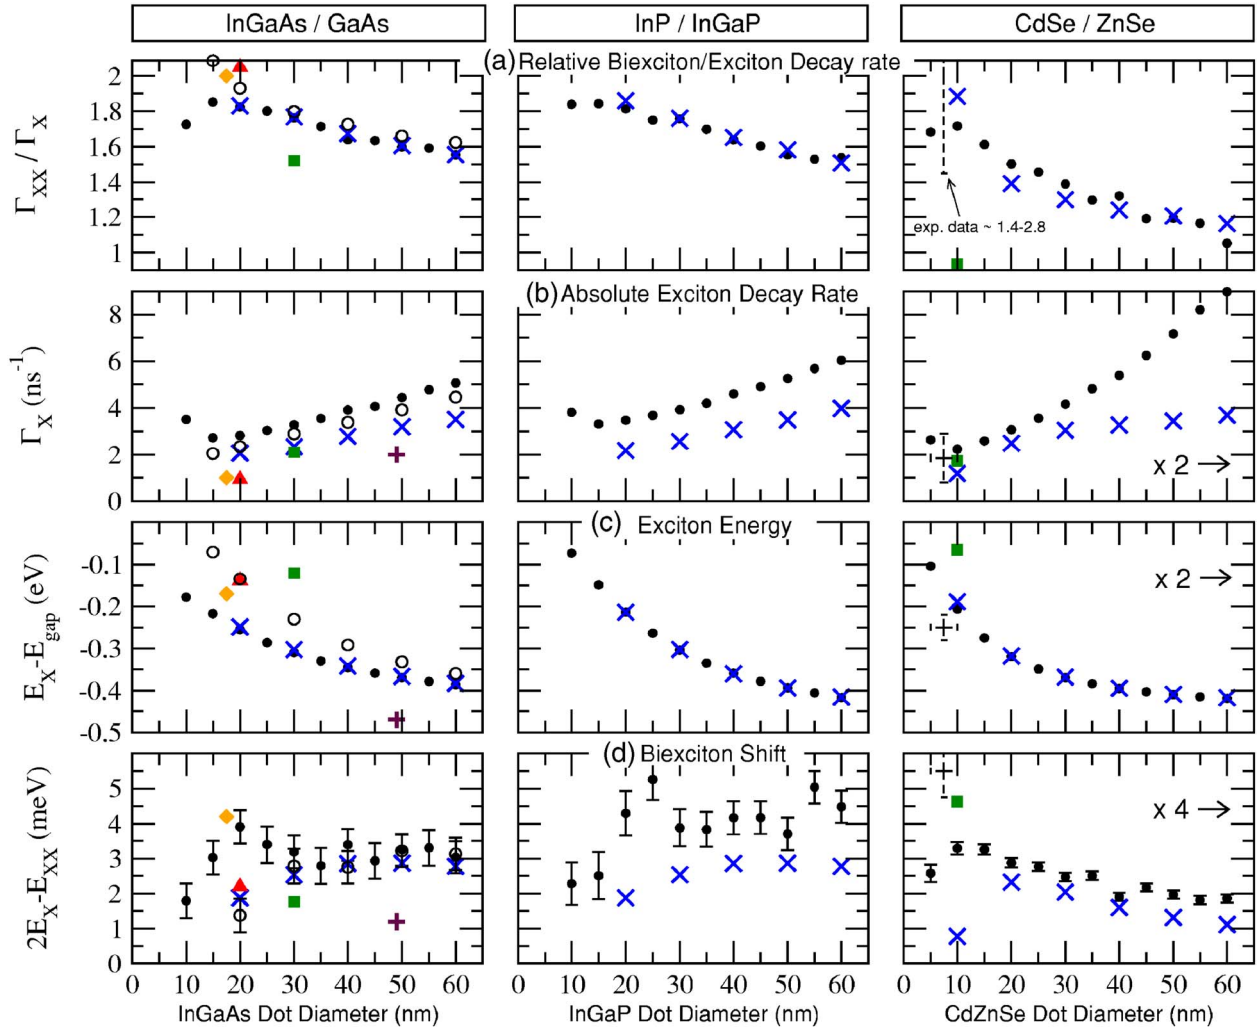 InGaAs / GaAs
InP / InGaP
CdSe / ZnSe
(a) Relative Biexciton/Exciton Decay rate
Γ_XX / Γ_X
2
1.8
1.6
1.4
1.2
1
exp. data ~ 1.4-2.8
(b) Absolute Exciton Decay Rate
Γ_X (ns⁻¹)
8
6
4
2
0
x 2
(c) Exciton Energy
E_X-E_gap (eV)
-0.1
-0.2
-0.3
-0.4
-0.5
x 2
(d) Biexciton Shift
2E_X-E_XX (meV)
5
4
3
2
1
0
x 4
0 10 20 30 40 50 60
0 10 20 30 40 50 60
0 10 20 30 40 50 60
InGaAs Dot Diameter (nm)
InGaP Dot Diameter (nm)
CdZnSe Dot Diameter (nm)